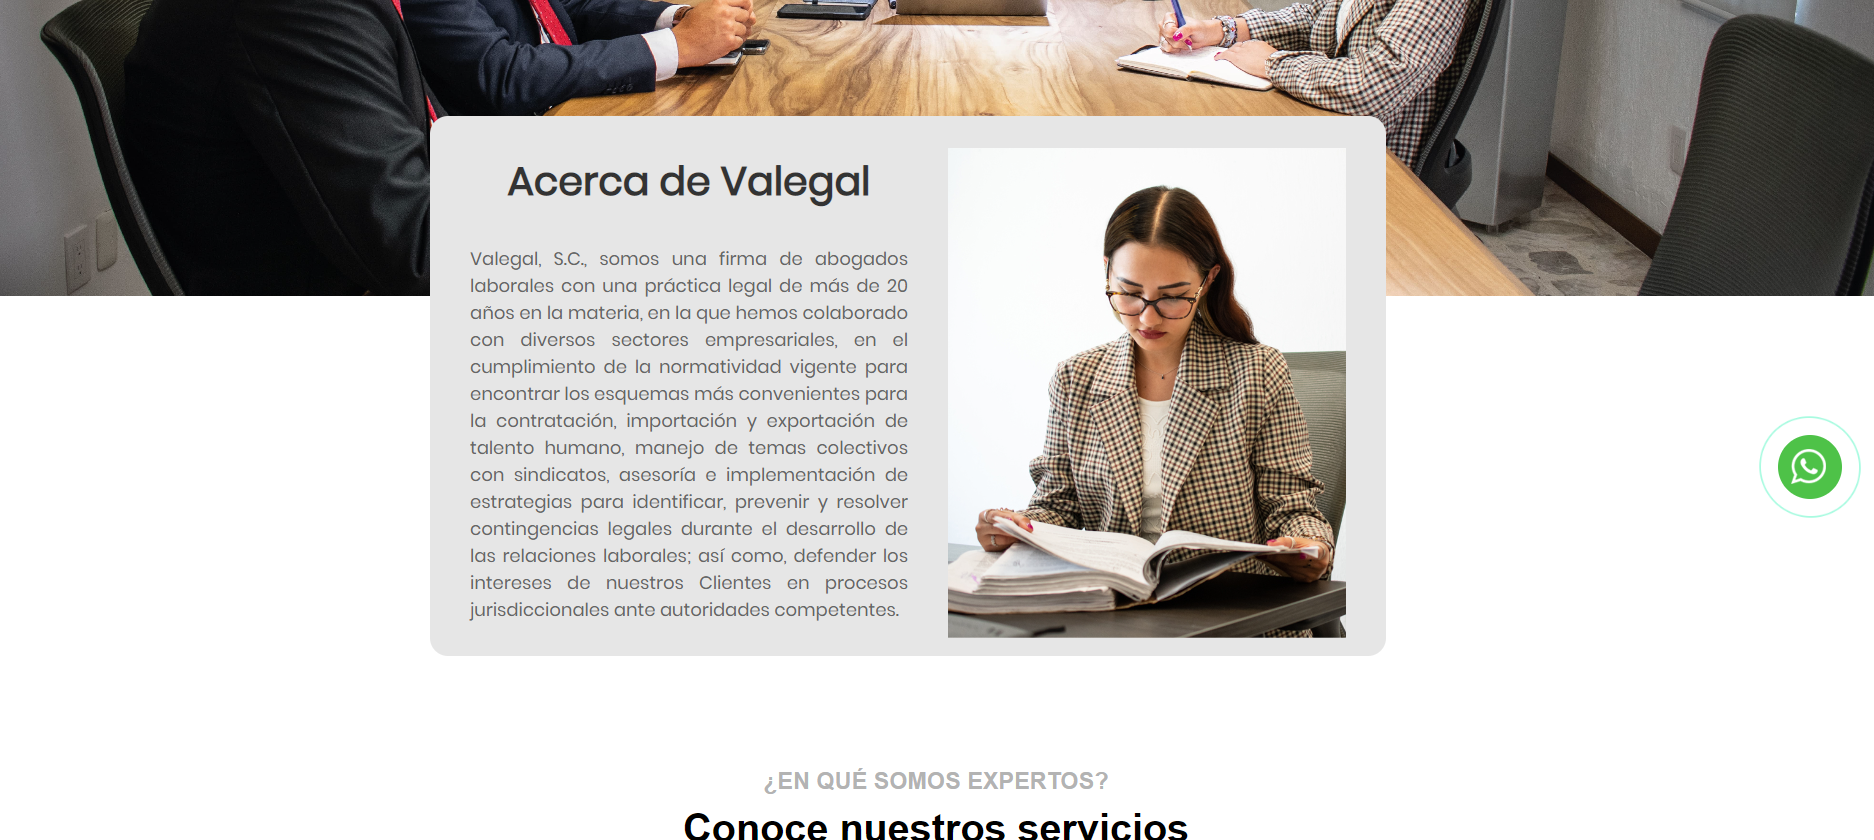 Acerca de Valegal
Valegal, S.C., somos una firma de abogados
laborales con una práctica legal de más de 20
años en la materia, en la que hemos colaborado
con diversos sectores empresariales, en el
cumplimiento de la normatividad vigente para
encontrar los esquemas más convenientes para
la contratación, importación y exportación de
talento humano, manejo de temas colectivos
con sindicatos, asesoría e implementación de
estrategias para identificar, prevenir y resolver
contingencias legales durante el desarrollo de
las relaciones laborales; así como, defender los
intereses de nuestros Clientes en procesos
jurisdiccionales ante autoridades competentes.
¿EN QUÉ SOMOS EXPERTOS?
Conoce nuestros servicios